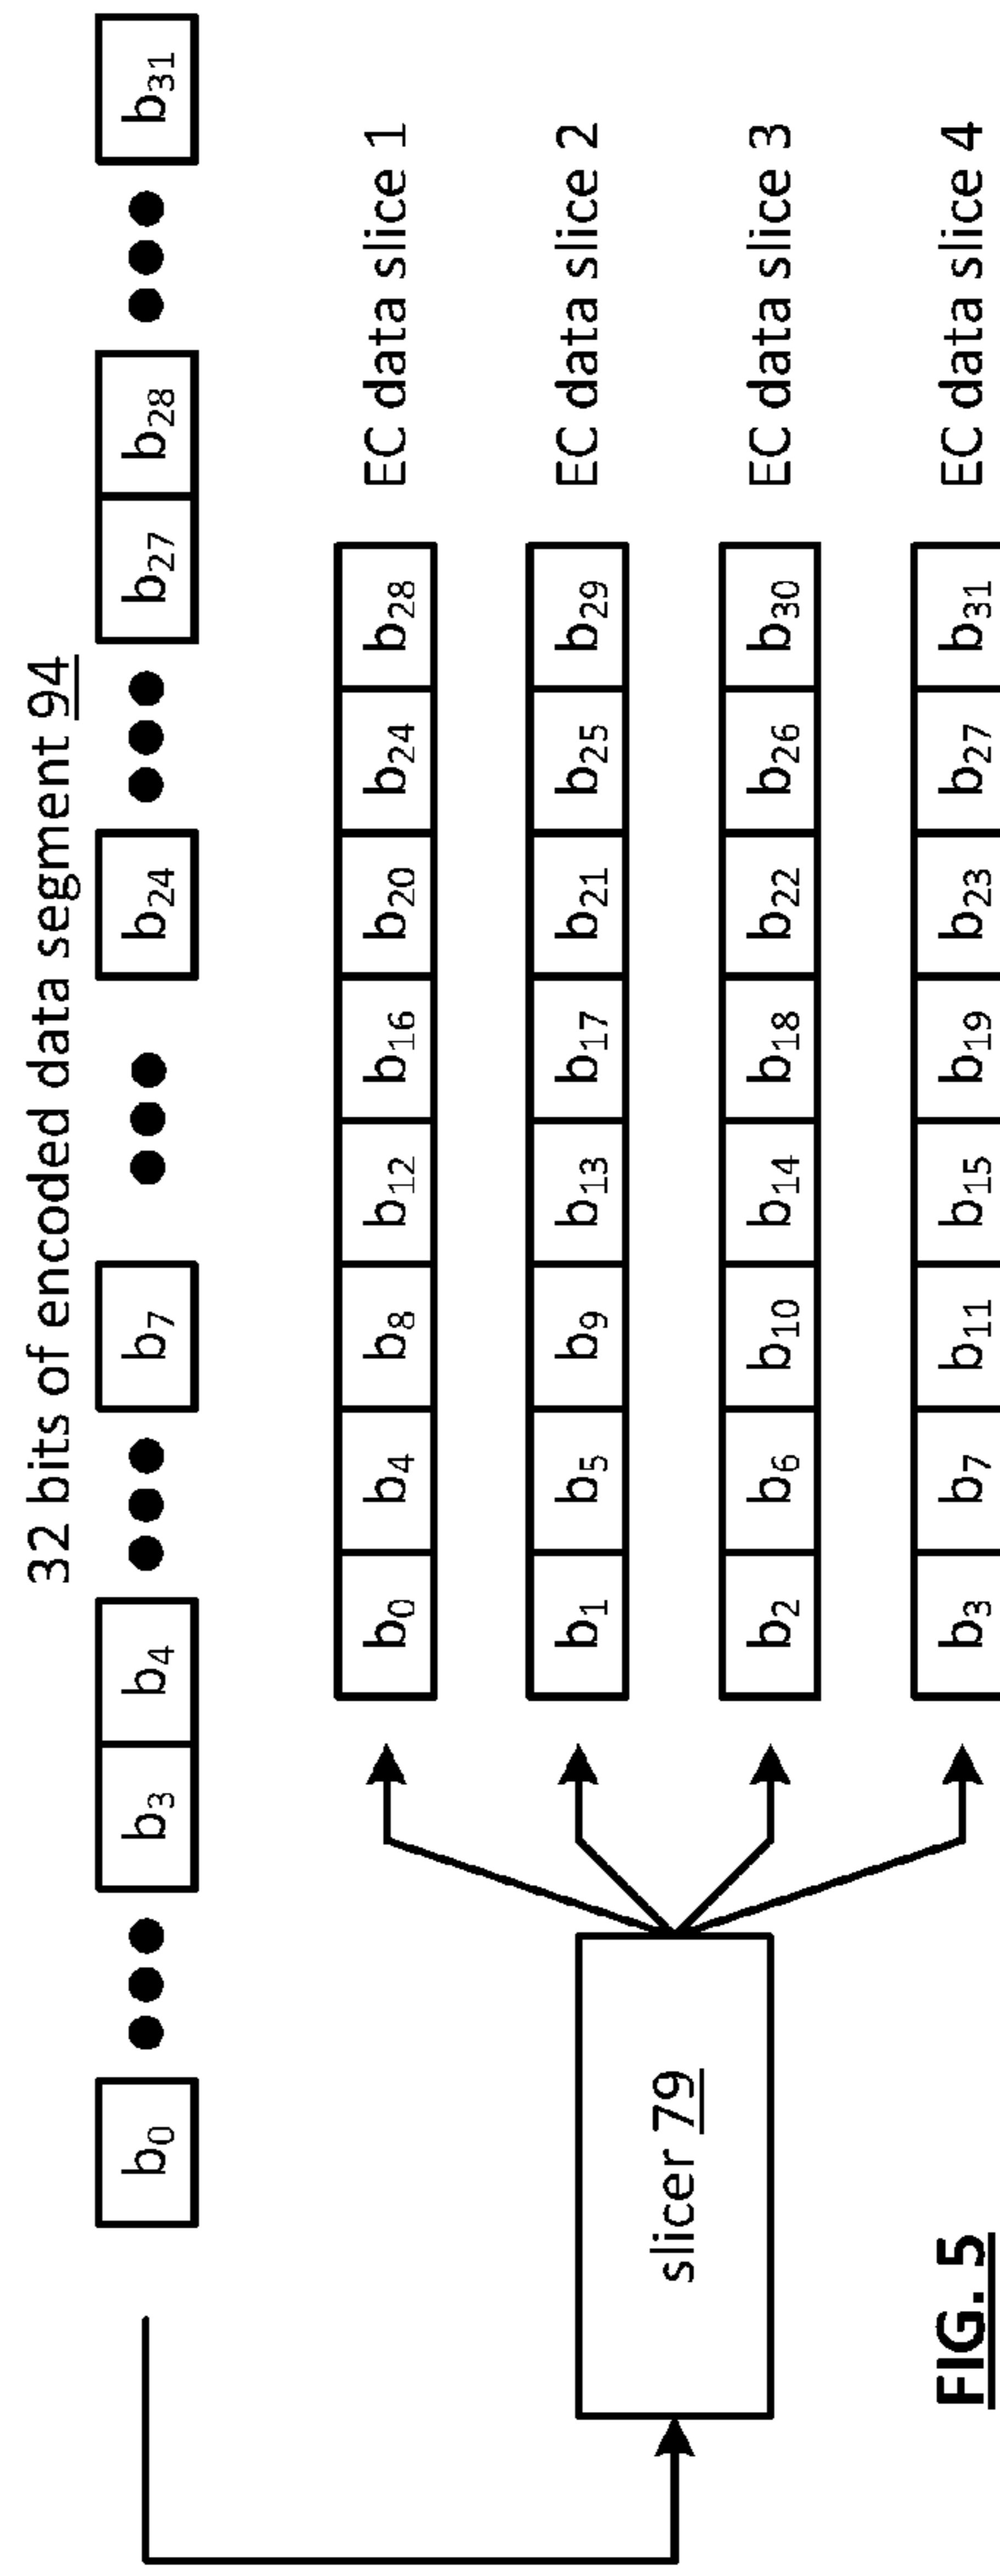 32 bits of encoded data segment 94
b0 ••• b3 b4 ••• b7 ••• b24 ••• b27 b28 ••• b31
b0 b4 b8 b12 b16 b20 b24 b28 EC data slice 1
b1 b5 b9 b13 b17 b21 b25 b29 EC data slice 2
slicer 79
b2 b6 b10 b14 b18 b22 b26 b30 EC data slice 3
b3 b7 b11 b15 b19 b23 b27 b31 EC data slice 4
FIG. 5